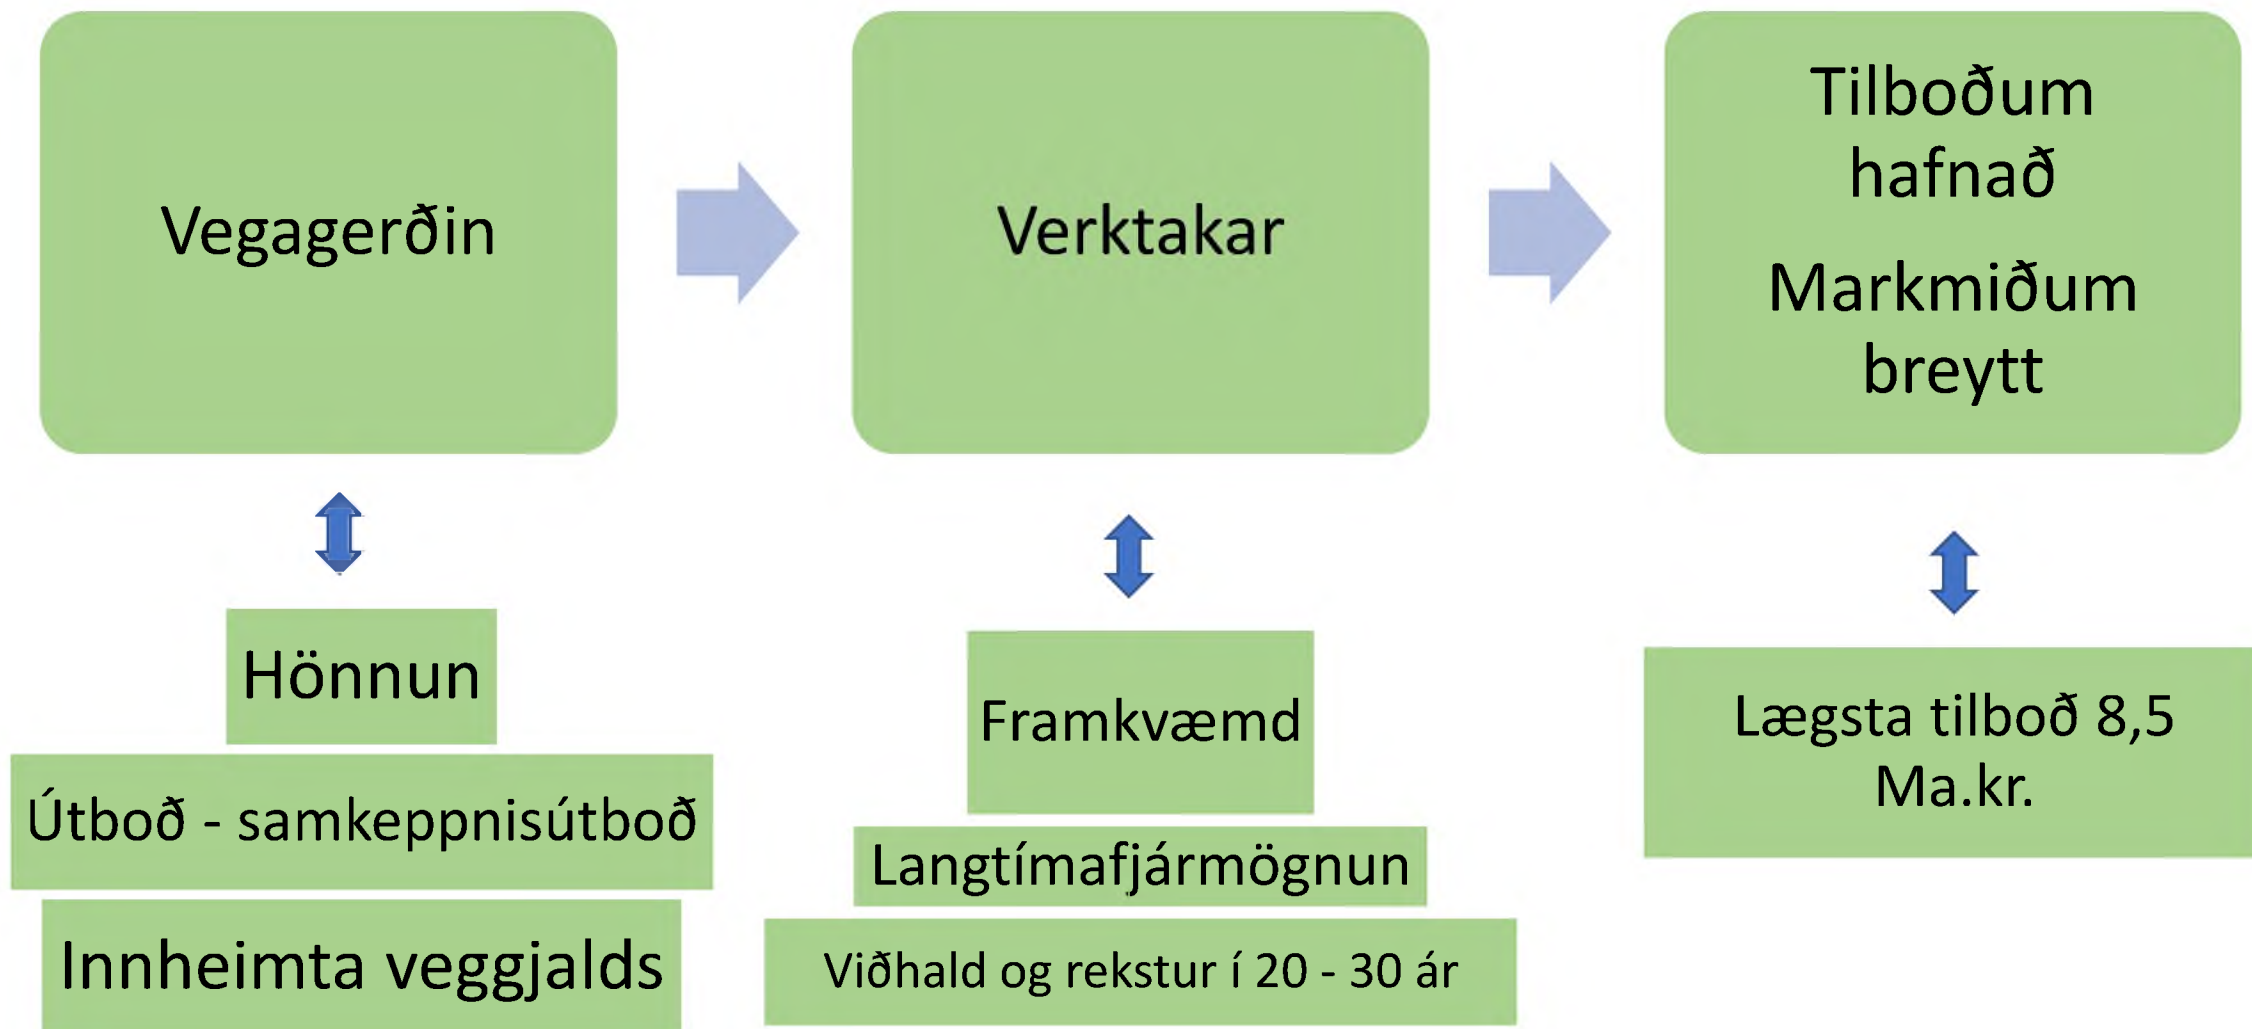 Vegagerðin
Verktakar
Tilboðum
hafnað
Markmiðum
breytt
Hönnun
Útboð - samkeppnisútboð
Innheimta veggjalds
Framkvæmd
Langtímafjármögnun
Viðhald og rekstur í 20 - 30 ár
Lægsta tilboð 8,5
Ma.kr.